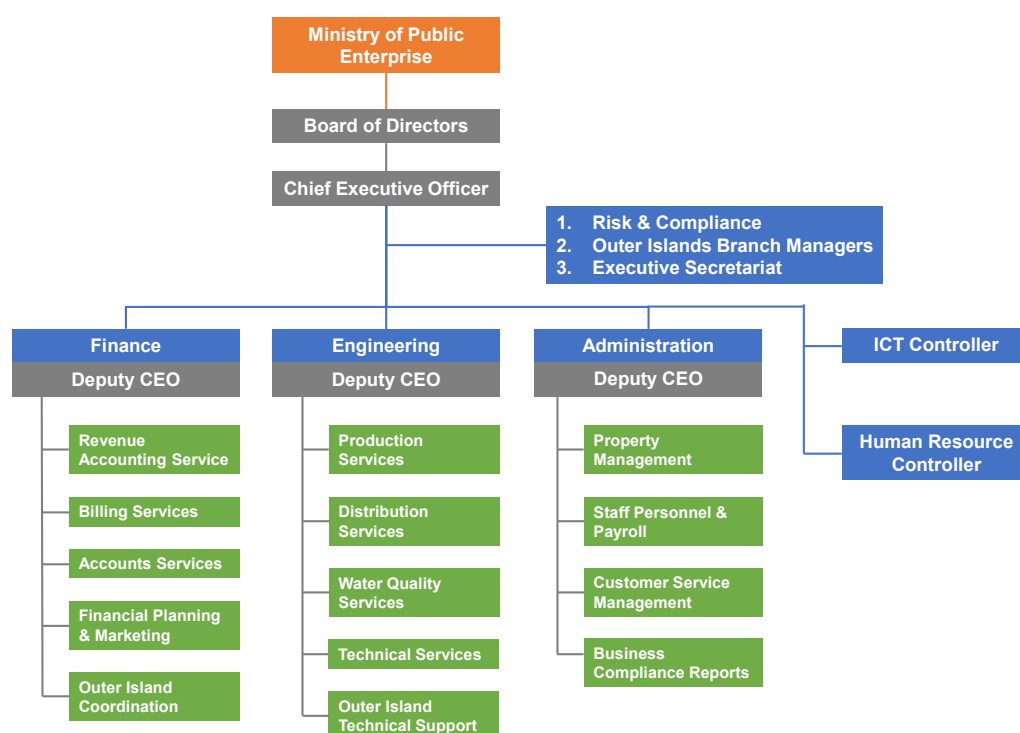 Ministry of Public
Enterprise
Board of Directors
Chief Executive Officer
1. Risk & Compliance
2. Outer Islands Branch Managers
3. Executive Secretariat
Finance
Deputy CEO
Revenue
Accounting Service
Billing Services
Accounts Services
Financial Planning
& Marketing
Outer Island
Coordination
Engineering
Deputy CEO
Production
Services
Distribution
Services
Water Quality
Services
Technical Services
Outer Island
Technical Support
Administration
Deputy CEO
Property
Management
Staff Personnel &
Payroll
Customer Service
Management
Business
Compliance Reports
ICT Controller
Human Resource
Controller